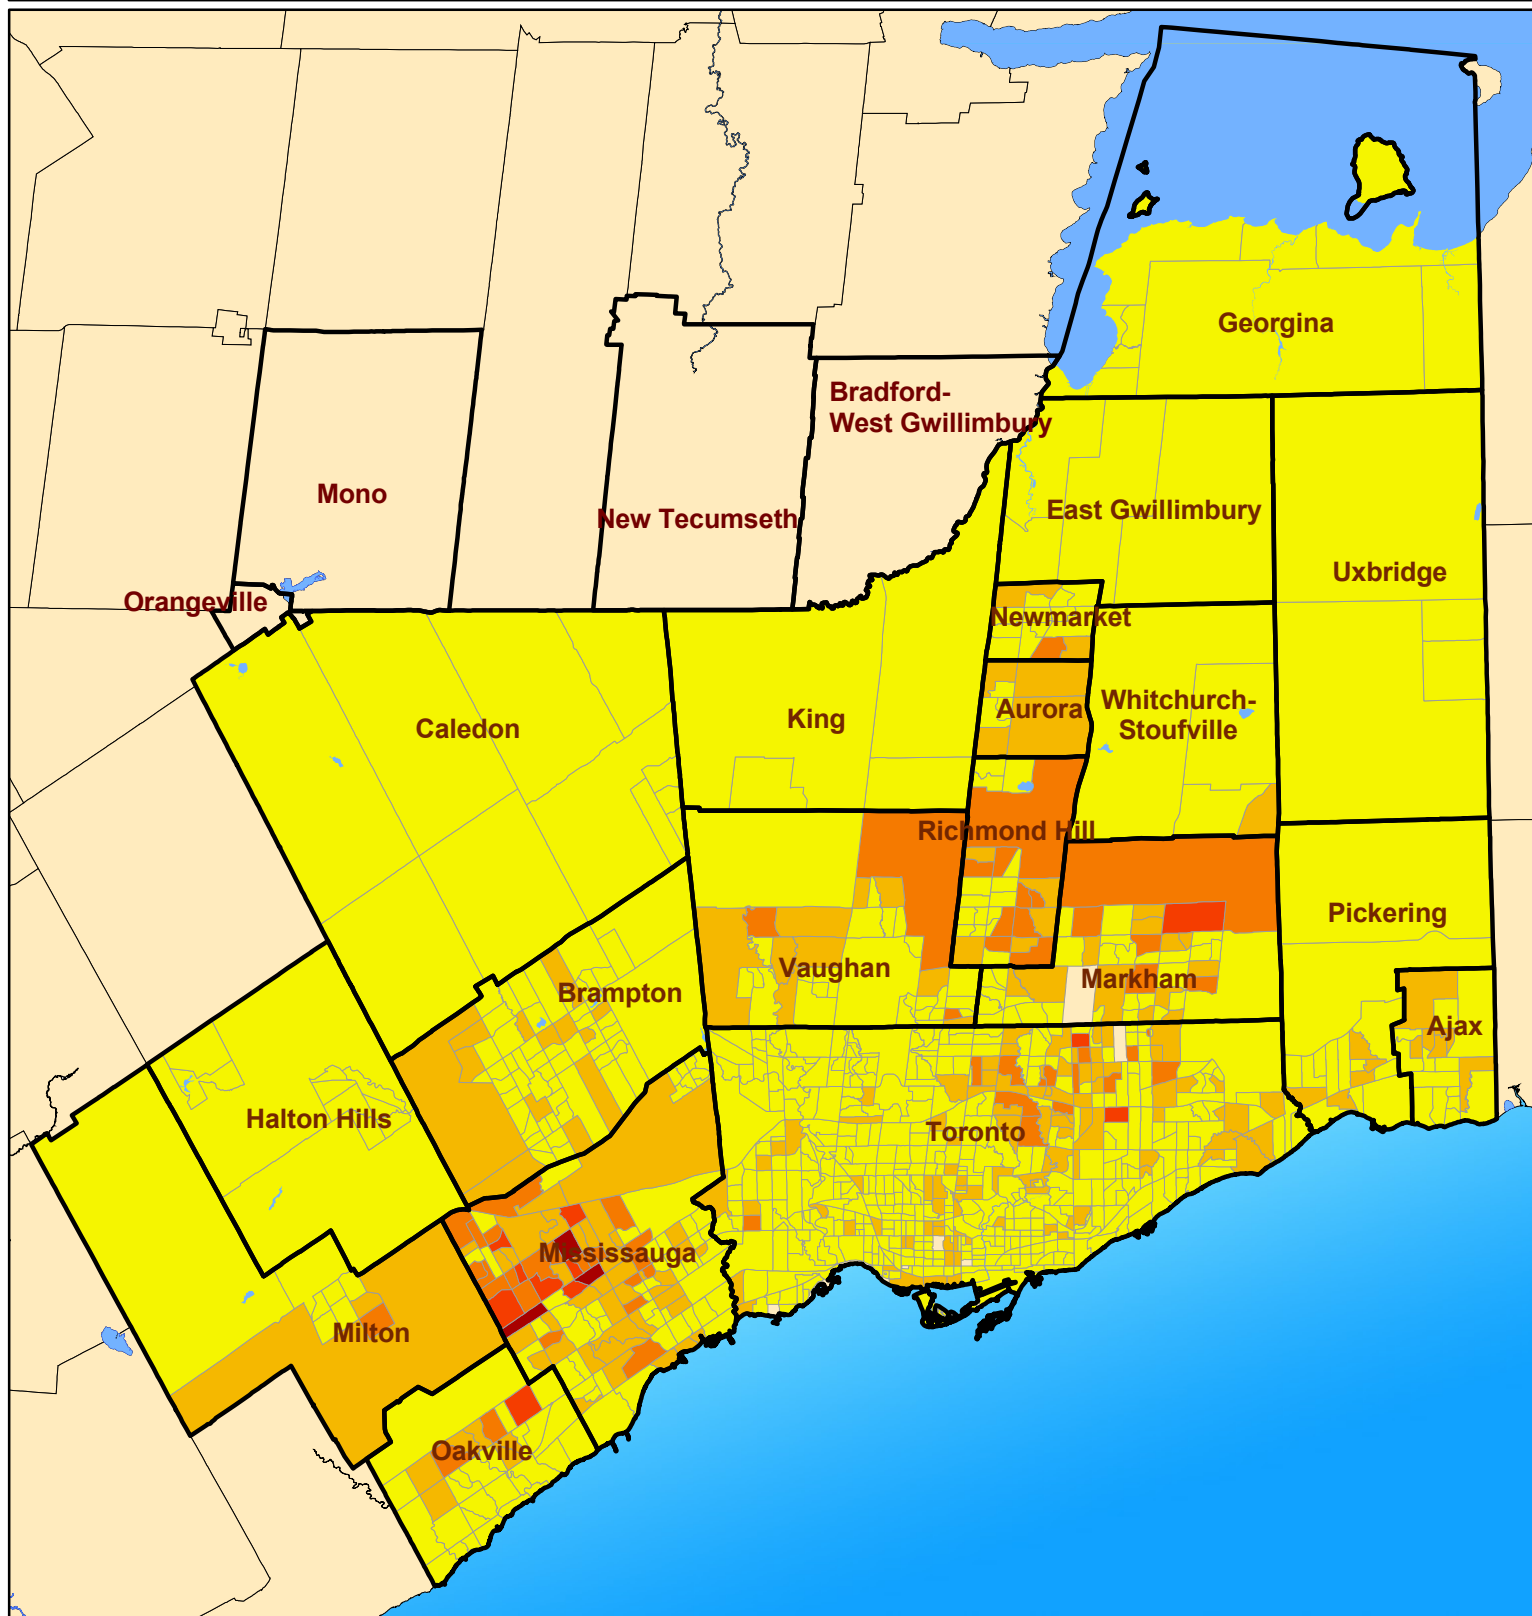 Georgina
Bradford-
West Gwillimbury
Mono
New Tecumseth
East Gwillimbury
Uxbridge
Orangeville
Newmarket
Caledon
King
Aurora
Whitchurch-
Stoufville
Richmond Hill
Pickering
Vaughan
Markham
Brampton
Ajax
Halton Hills
Toronto
Mississauga
Milton
Oakville